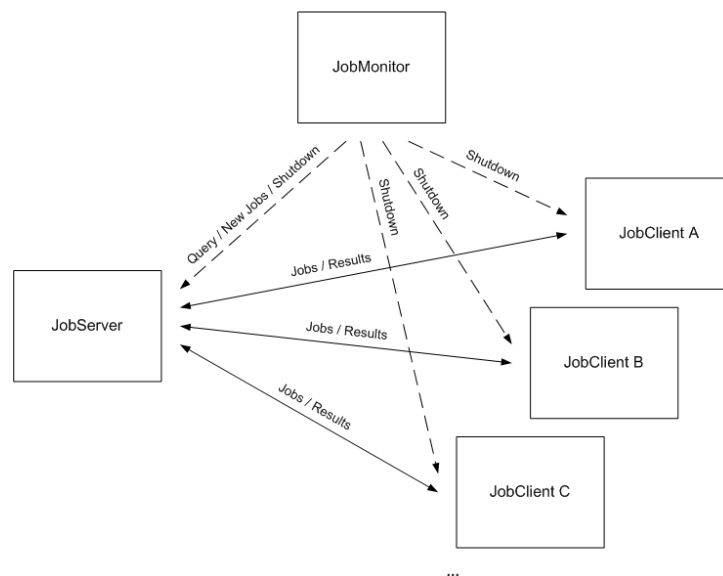 JobMonitor
Query / New Jobs / Shutdown
Shutdown
Shutdown
Shutdown
JobClient A
Jobs / Results
JobServer
Jobs / Results
JobClient B
Jobs / Results
JobClient C
...